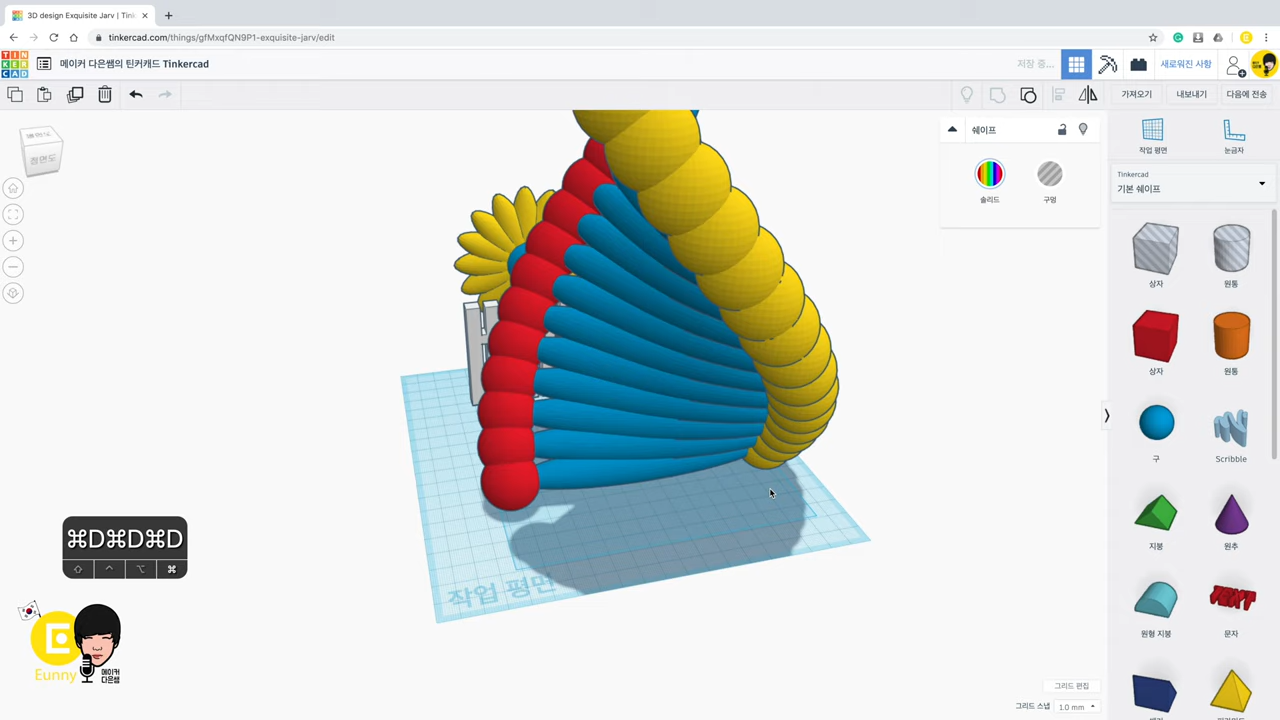 3D design Exquisite Jarv | Tink
tinkercad.com/things/gfMxqfQN9P1-exquisite-jarv/edit
TIN
KER
CAD
메이커 다은쌤의 틴커캐드 Tinkercad
저장 중...
새로워진 사항
가져오기
내보내기
다음에 전송
정면도
쉐이프
솔리드
구멍
작업 평면
눈금자
Tinkercad
기본 쉐이프
상자
원통
상자
원통
구
Scribble
지붕
원추
원형 지붕
문자
TEXT
작업 평면
⌘D⌘D⌘D
⇧ ^ ⌥ ⌘
E
Eunny
메이커
다은쌤
그리드 편집
그리드 스냅
1.0 mm